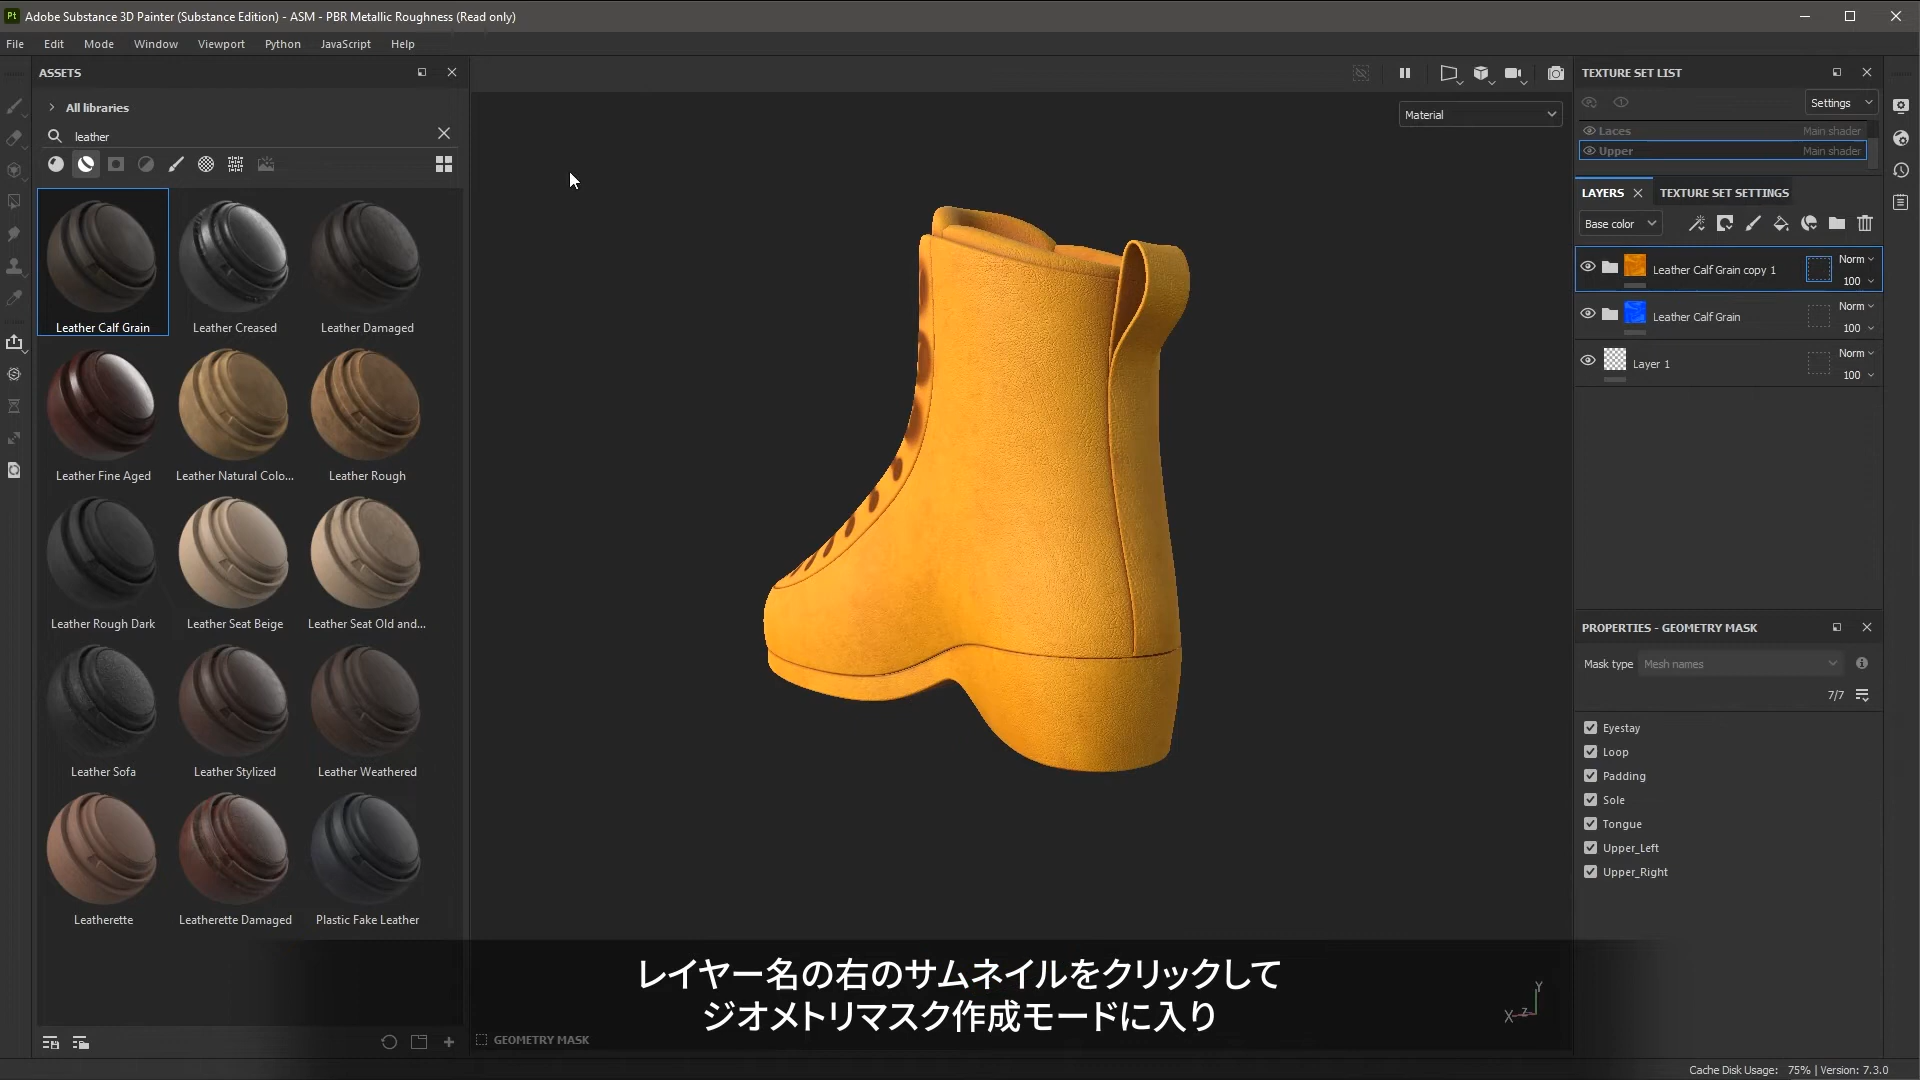 Pt Adobe Substance 3D Painter (Substance Edition) - ASM - PBR Metallic Roughness (Read only)
File Edit Mode Window Viewport Python JavaScript Help
ASSETS
All libraries
leather
Leather Calf Grain
Leather Creased
Leather Damaged
Leather Fine Aged
Leather Natural Colo...
Leather Rough
Leather Rough Dark
Leather Seat Beige
Leather Seat Old and...
Leather Sofa
Leather Stylized
Leather Weathered
Leatherette
Leatherette Damaged
Plastic Fake Leather
Material
レイヤー名の右のサムネイルをクリックして
ジオメトリマスク作成モードに入り
GEOMETRY MASK
Y
X Z
TEXTURE SET LIST
Settings
Laces Main shader
Upper Main shader
LAYERS TEXTURE SET SETTINGS
Base color
Leather Calf Grain copy 1 Norm
100
Leather Calf Grain Norm
100
Layer 1 Norm
100
PROPERTIES - GEOMETRY MASK
Mask type Mesh names
7/7
Eyestay
Loop
Padding
Sole
Tongue
Upper_Left
Upper_Right
Cache Disk Usage: 75% | Version: 7.3.0